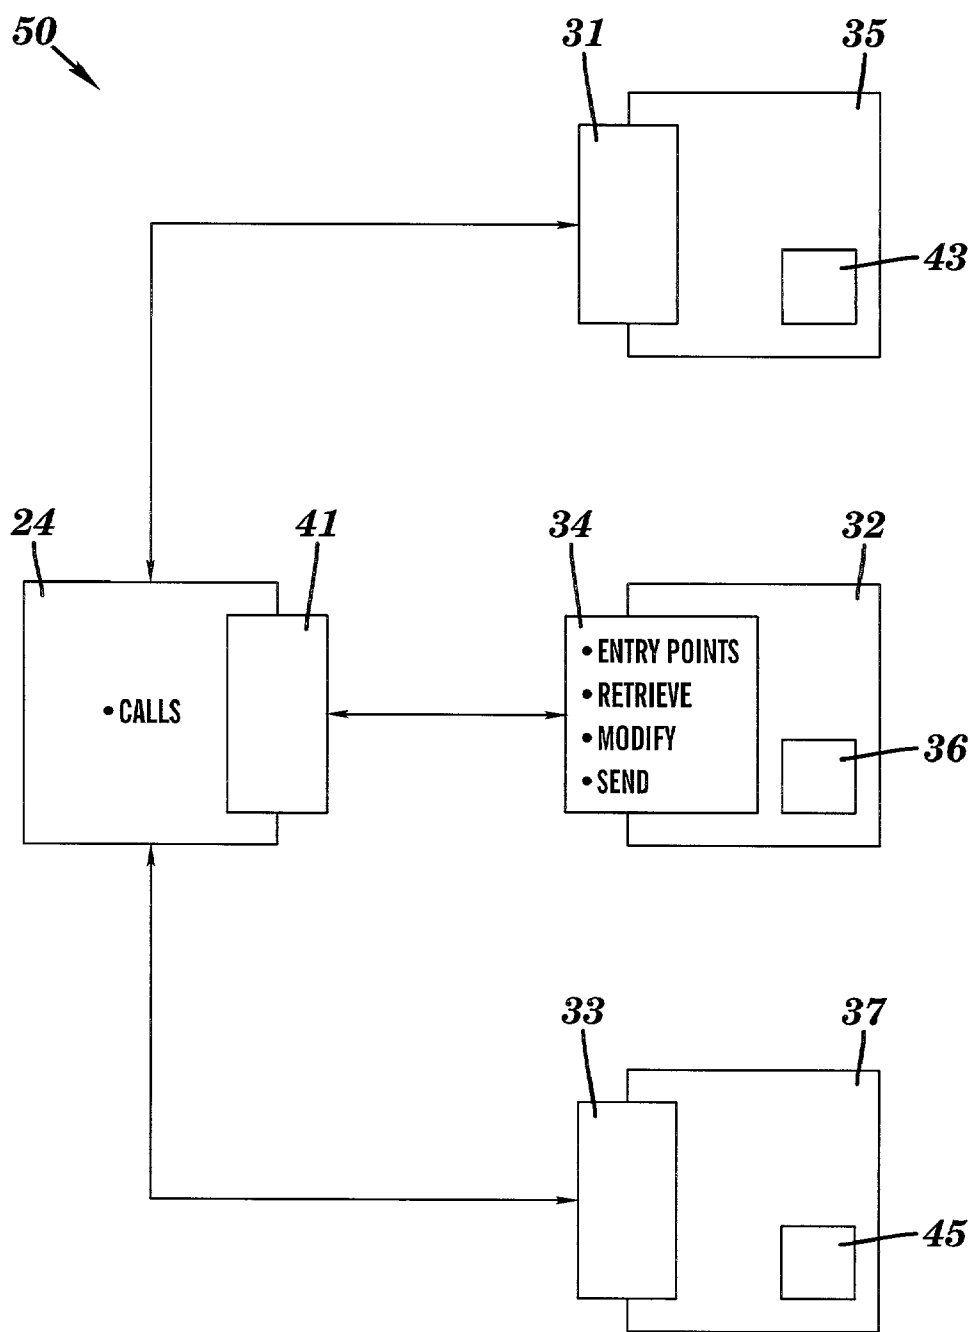 50
31
35
43
24
41
34
32
• ENTRY POINTS
• RETRIEVE
• CALLS
• MODIFY
36
• SEND
33
37
45